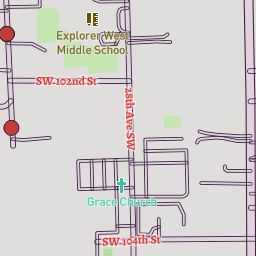 Explorer West
Middle School
SW 102nd St
28th Ave SW
Grace Church
SW 104th St